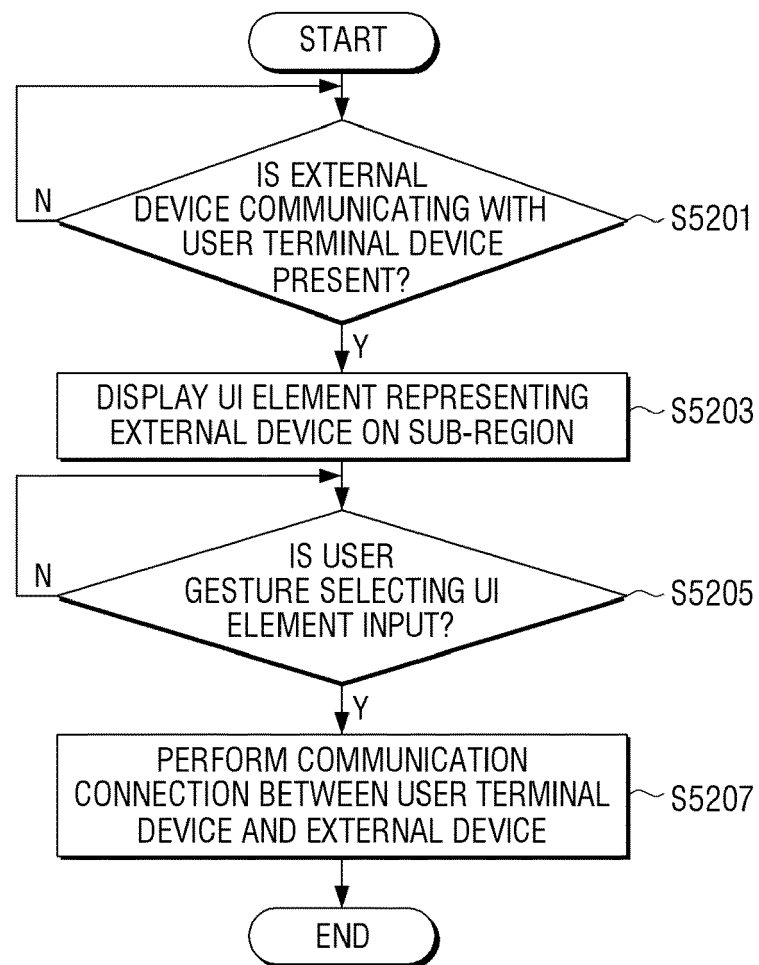 START
IS EXTERNAL
DEVICE COMMUNICATING WITH
USER TERMINAL DEVICE
PRESENT?
N
S5201
Y
DISPLAY UI ELEMENT REPRESENTING
EXTERNAL DEVICE ON SUB-REGION
S5203
IS USER
GESTURE SELECTING UI
ELEMENT INPUT?
N
S5205
Y
PERFORM COMMUNICATION
CONNECTION BETWEEN USER TERMINAL
DEVICE AND EXTERNAL DEVICE
S5207
END